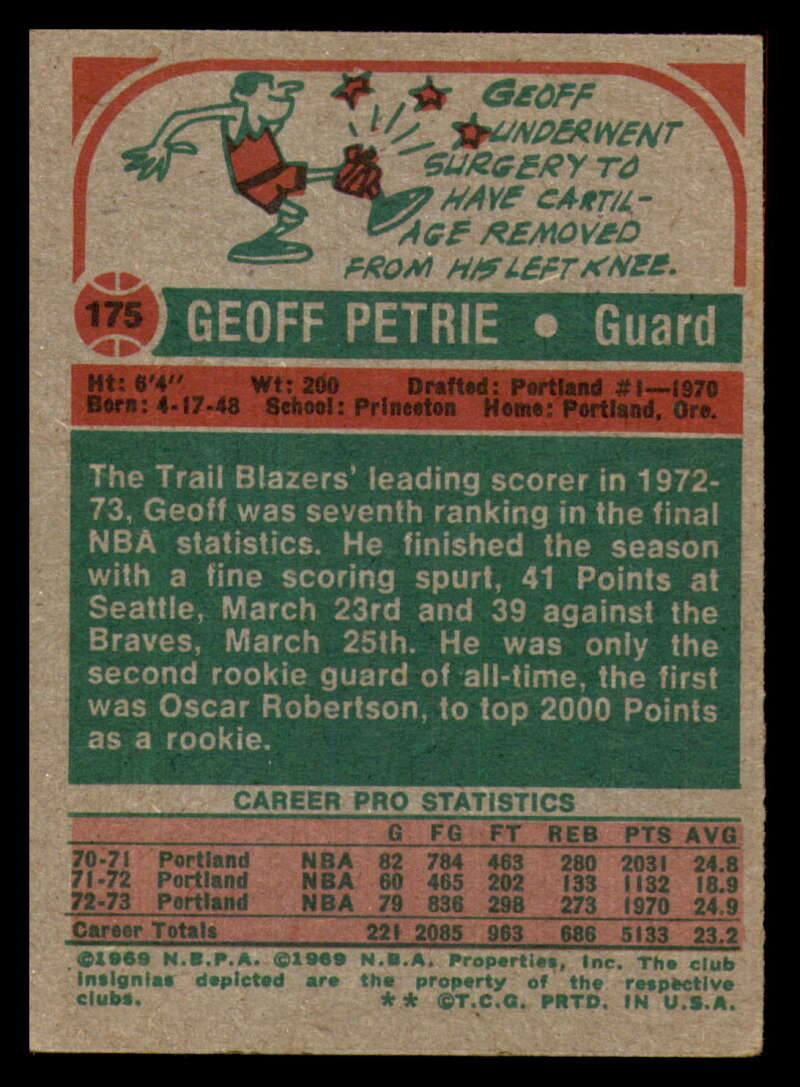 GEOFF
UNDERWENT
SURGERY TO
HAVE CARTIL-
AGE REMOVED
FROM HIS LEFT KNEE.
175 GEOFF PETRIE • Guard
Ht: 6'4" Wt: 200 Drafted: Portland #1—1970
Born: 4-17-48 School: Princeton Home: Portland, Ore.
The Trail Blazers' leading scorer in 1972-
73, Geoff was seventh ranking in the final
NBA statistics. He finished the season
with a fine scoring spurt, 41 Points at
Seattle, March 23rd and 39 against the
Braves, March 25th. He was only the
second rookie guard of all-time, the first
was Oscar Robertson, to top 2000 Points
as a rookie.
CAREER PRO STATISTICS
G FG FT REB PTS AVG
70-71 Portland NBA 82 784 463 280 2031 24.8
71-72 Portland NBA 60 465 202 133 1132 18.9
72-73 Portland NBA 79 836 298 273 1970 24.9
Career Totals 221 2085 963 686 5133 23.2
©1969 N.B.P.A. ©1969 N.B.A. Properties, Inc. The club
insignias depicted are the property of the respective
clubs. ** ©T.C.G. PRTD. IN U.S.A.